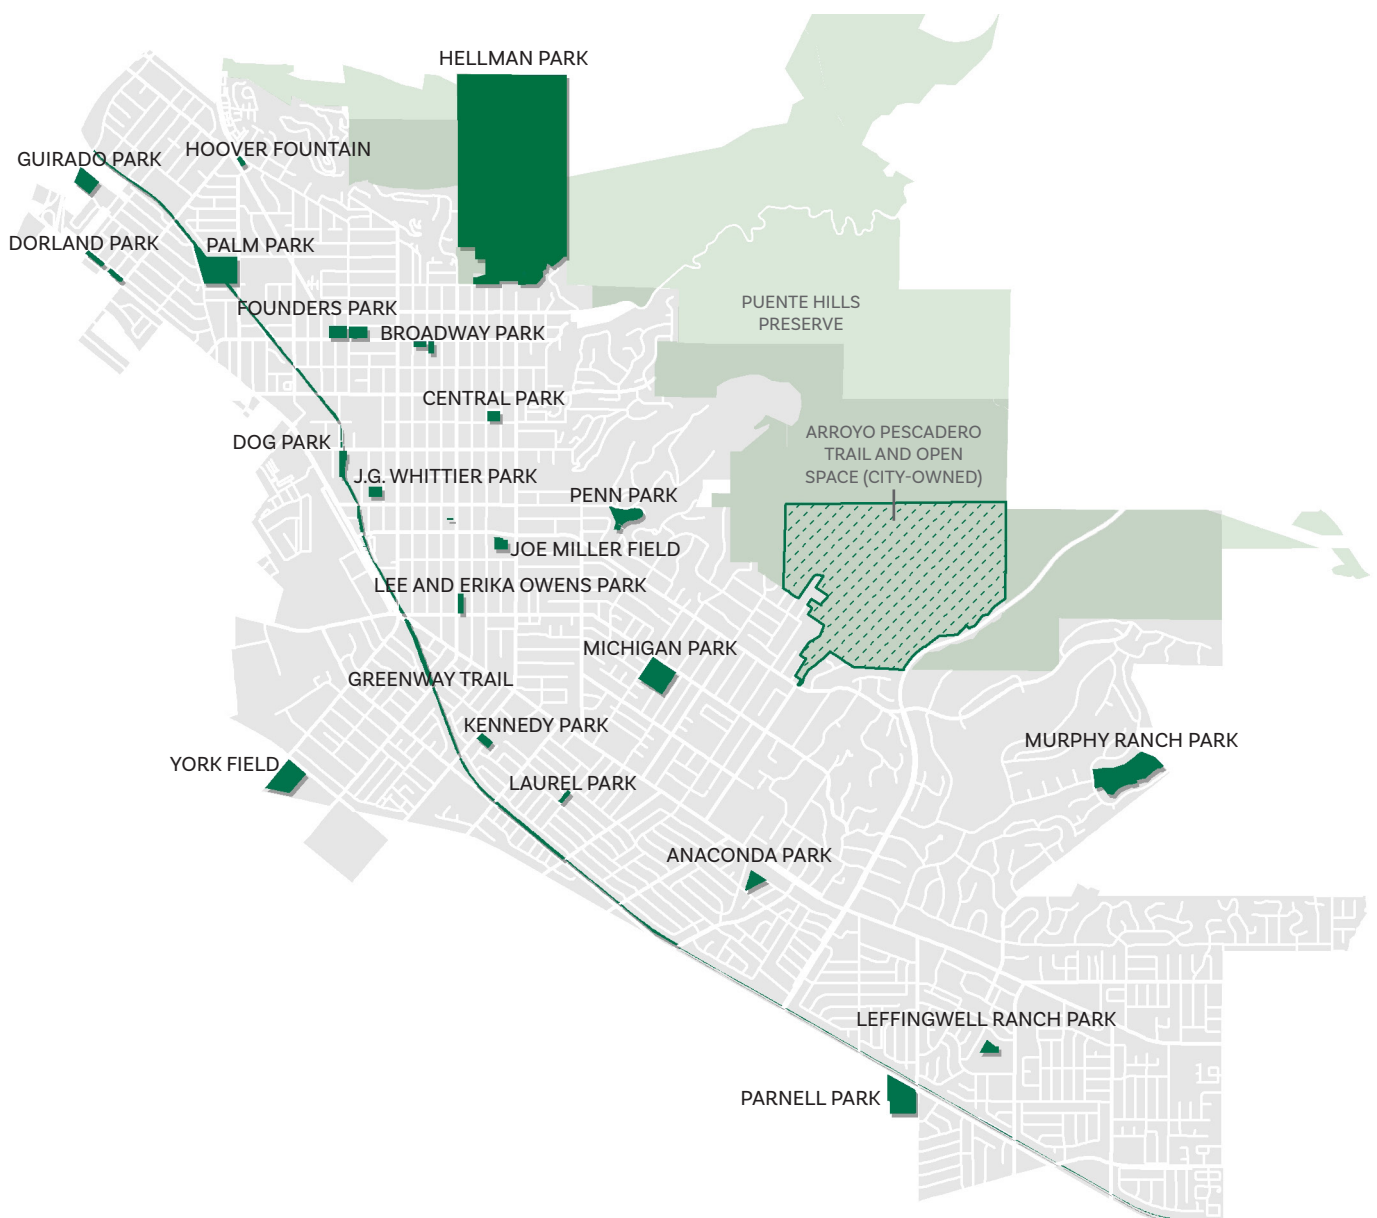 HELLMAN PARK
HOOVER FOUNTAIN
GUIRADO PARK
DORLAND PARK
PALM PARK
FOUNDERS PARK
PUENTE HILLS
PRESERVE
BROADWAY PARK
CENTRAL PARK
ARROYO PESCADERO
TRAIL AND OPEN
SPACE (CITY-OWNED)
DOG PARK
J.G. WHITTIER PARK
PENN PARK
JOE MILLER FIELD
LEE AND ERIKA OWENS PARK
MICHIGAN PARK
GREENWAY TRAIL
KENNEDY PARK
MURPHY RANCH PARK
YORK FIELD
LAUREL PARK
ANACONDA PARK
LEFFINGWELL RANCH PARK
PARNELL PARK